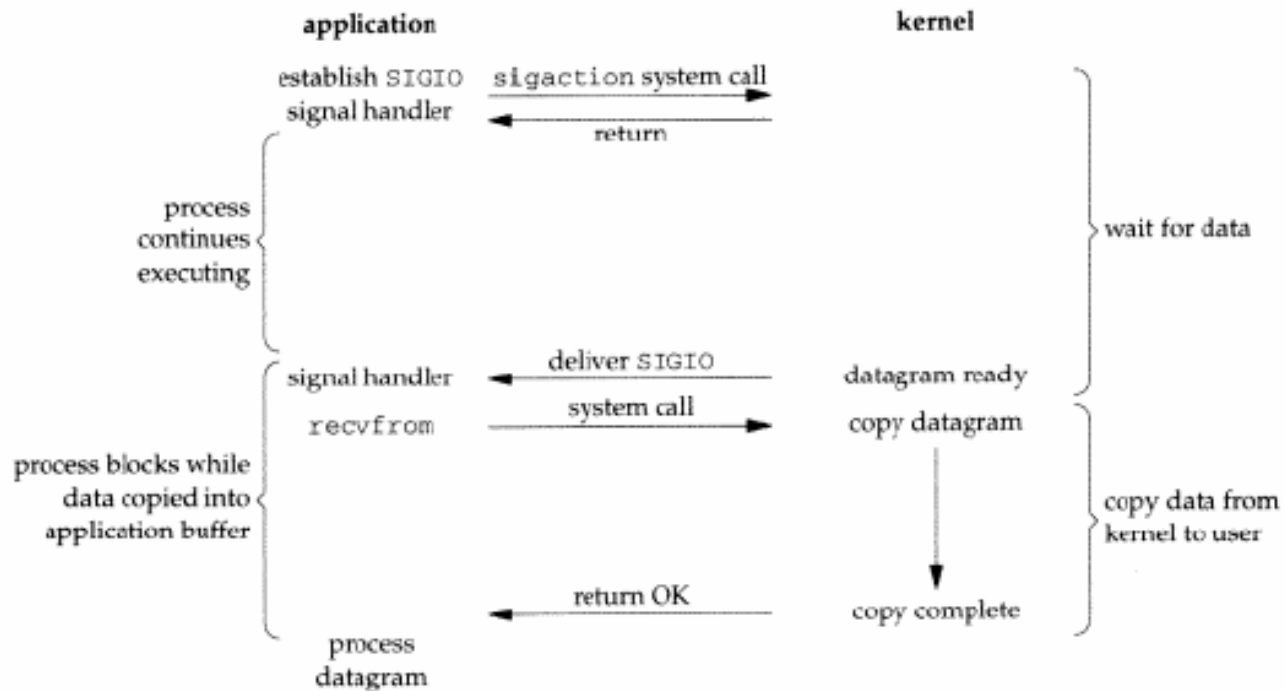 application kernel
establish SIGIO sigaction system call
signal handler
return
process
continues wait for data
executing
deliver SIGIO
signal handler datagram ready
system call
recvfrom copy datagram
process blocks while
data copied into copy data from
application buffer kernel to user
return OK
copy complete
process
datagram